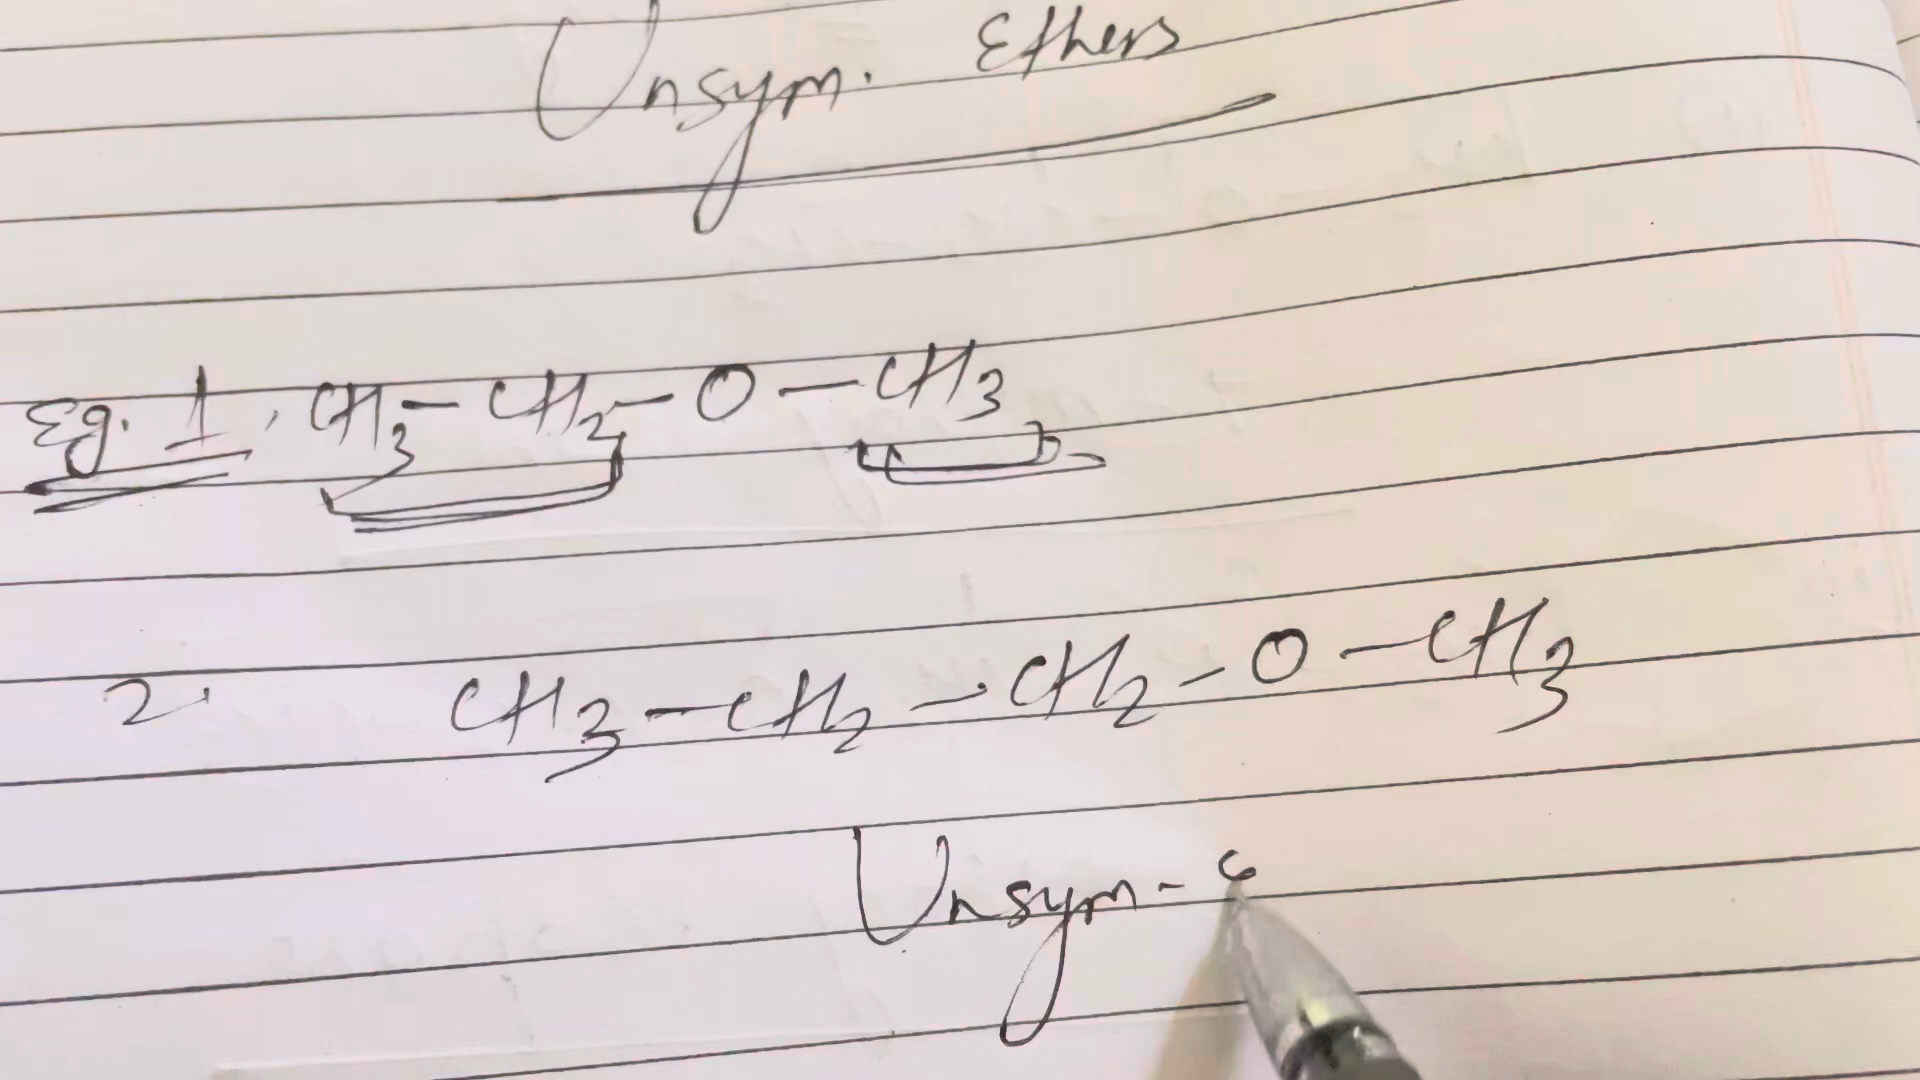 Unsym. Ethers
Eg. 1. CH3-CH2-O-CH3
2. CH3-CH2-CH2-O-CH3
Unsym-